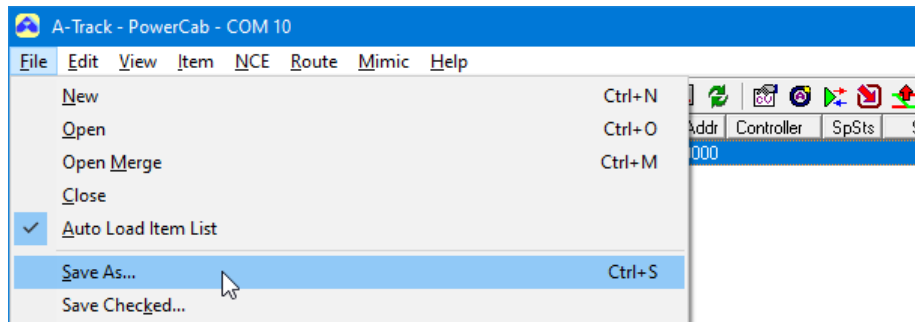 A-Track - PowerCab - COM 10
File Edit View Item NCE Route Mimic Help
New Ctrl+N
Open Ctrl+O
Addr Controller SpSts
Open Merge Ctrl+M
000
Close
Auto Load Item List
Save As... Ctrl+S
Save Checked...